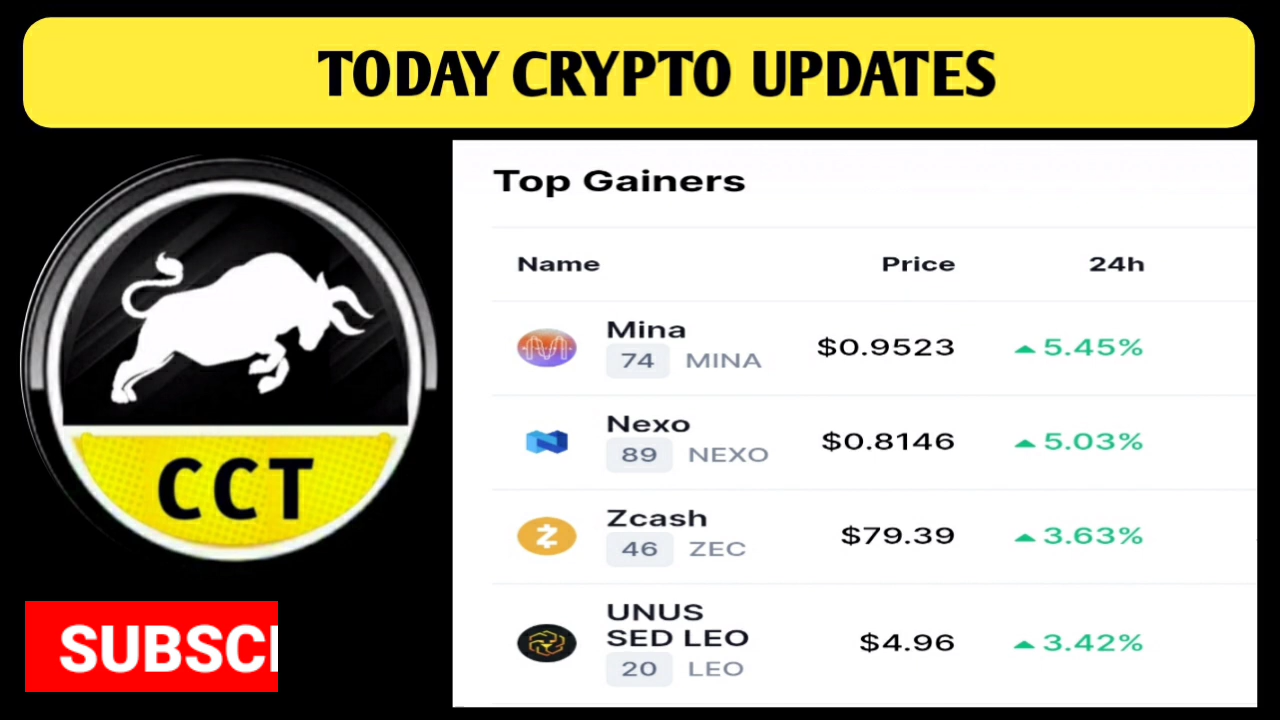 TODAY CRYPTO UPDATES
CCT
SUBSCI
Top Gainers
Name Price 24h
Mina
74 MINA $0.9523 5.45%
Nexo
89 NEXO $0.8146 5.03%
Zcash
46 ZEC $79.39 3.63%
UNUS
SED LEO
20 LEO $4.96 3.42%